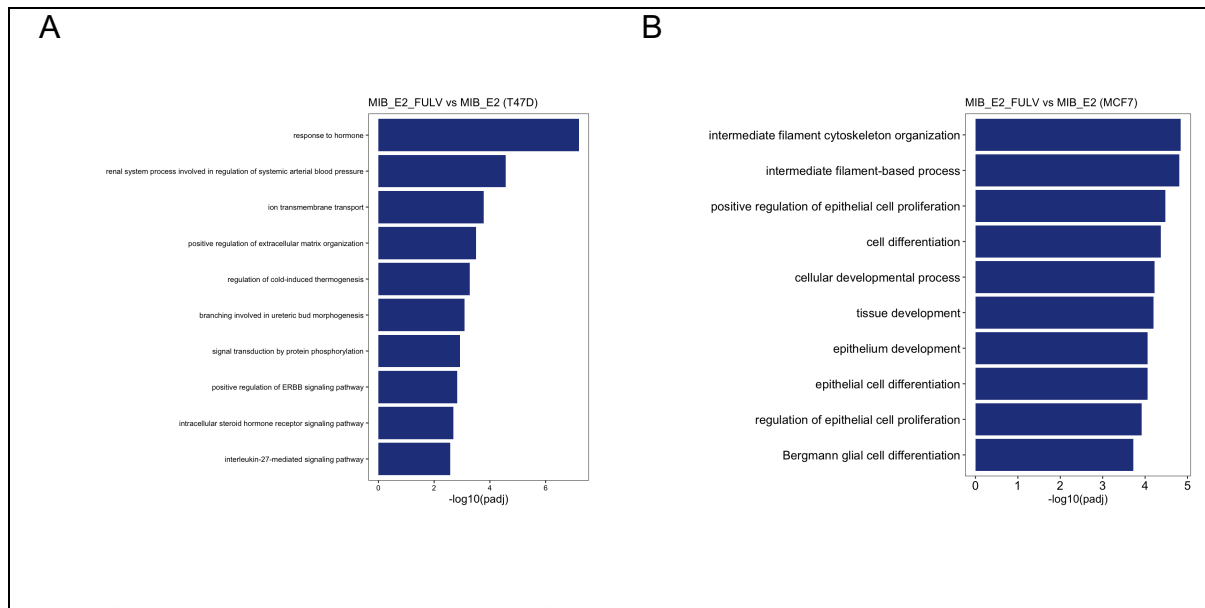 A
MIB_E2_FULV vs MIB_E2 (T47D)
response to hormone
renal system process involved in regulation of systemic arterial blood pressure
ion transmembrane transport
positive regulation of extracellular matrix organization
regulation of cold-induced thermogenesis
branching involved in ureteric bud morphogenesis
signal transduction by protein phosphorylation
positive regulation of ERBB signaling pathway
intracellular steroid hormone receptor signaling pathway
interleukin-27-mediated signaling pathway
0 2 4 6
-log10(padj)
B
MIB_E2_FULV vs MIB_E2 (MCF7)
intermediate filament cytoskeleton organization
intermediate filament-based process
positive regulation of epithelial cell proliferation
cell differentiation
cellular developmental process
tissue development
epithelium development
epithelial cell differentiation
regulation of epithelial cell proliferation
Bergmann glial cell differentiation
0 1 2 3 4 5
-log10(padj)